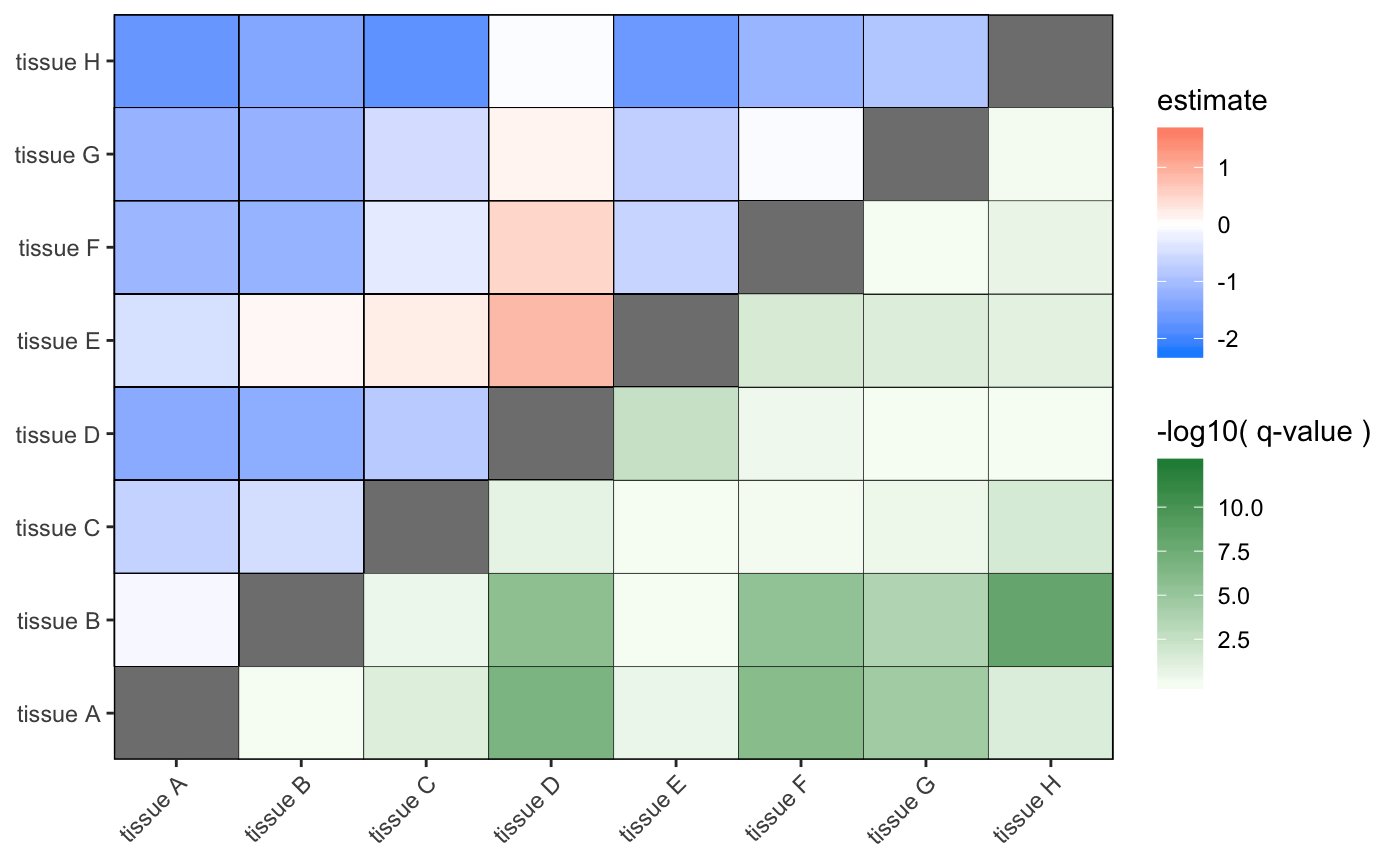 tissue H
tissue G
tissue F
tissue E
tissue D
tissue C
tissue B
tissue A
tissue A
tissue B
tissue C
tissue D
tissue E
tissue F
tissue G
tissue H
estimate
1
0
-1
-2
-log10( q-value )
10.0
7.5
5.0
2.5